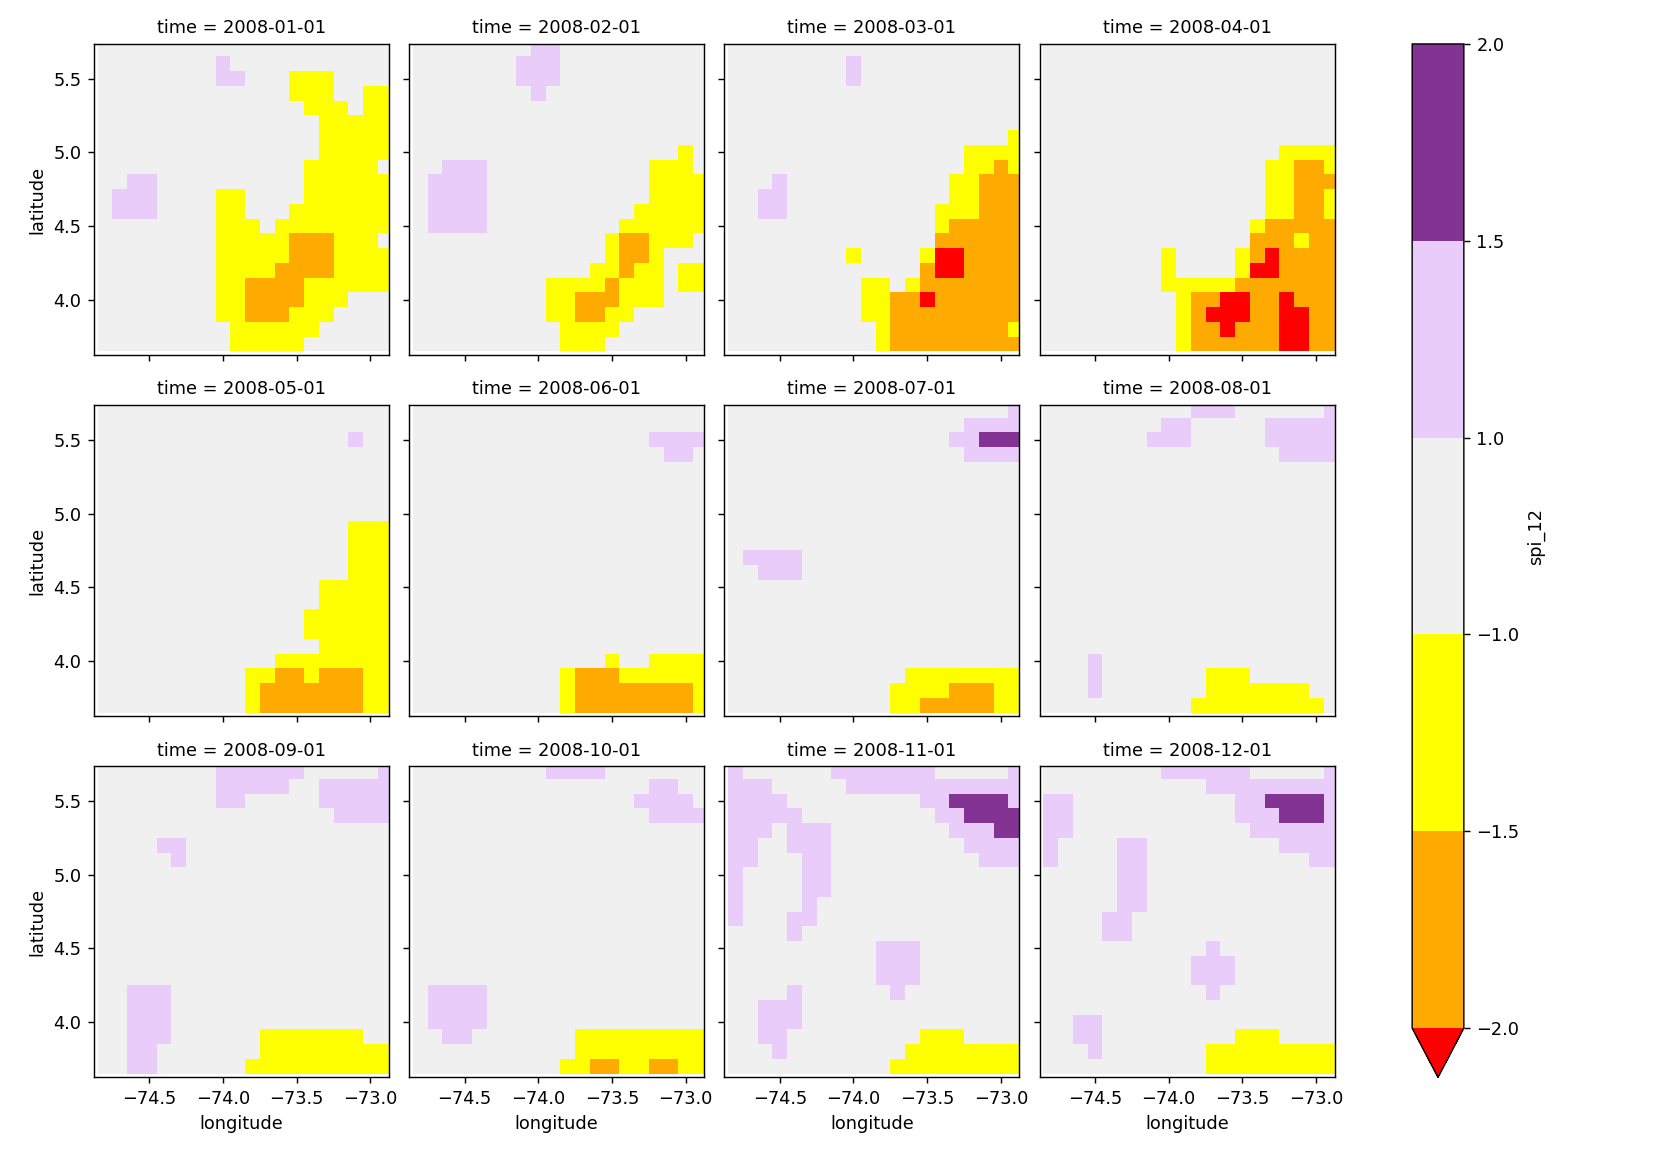 time = 2008-01-01
time = 2008-02-01
time = 2008-03-01
time = 2008-04-01
2.0
5.5
5.0
latitude
4.5
4.0
1.5
time = 2008-05-01
time = 2008-06-01
time = 2008-07-01
time = 2008-08-01
5.5
5.0
latitude
4.5
4.0
1.0
spi_12
−1.0
time = 2008-09-01
time = 2008-10-01
time = 2008-11-01
time = 2008-12-01
5.5
5.0
latitude
4.5
4.0
−1.5
−2.0
−74.5 −74.0 −73.5 −73.0
longitude
−74.5 −74.0 −73.5 −73.0
longitude
−74.5 −74.0 −73.5 −73.0
longitude
−74.5 −74.0 −73.5 −73.0
longitude